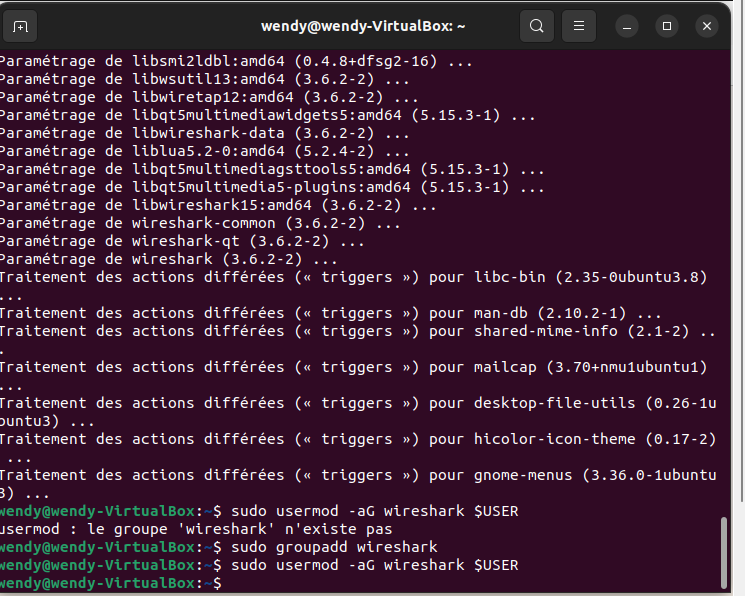 wendy@wendy-VirtualBox: ~
Paramétrage de libsmi2ldbl:amd64 (0.4.8+dfsg2-16) ...
Paramétrage de libwsutil13:amd64 (3.6.2-2) ...
Paramétrage de libwiretap12:amd64 (3.6.2-2) ...
Paramétrage de libqt5multimediawidgets5:amd64 (5.15.3-1) ...
Paramétrage de libwireshark-data (3.6.2-2) ...
Paramétrage de liblua5.2-0:amd64 (5.2.4-2) ...
Paramétrage de libqt5multimediagsttools5:amd64 (5.15.3-1) ...
Paramétrage de libqt5multimedia5-plugins:amd64 (5.15.3-1) ...
Paramétrage de libwireshark15:amd64 (3.6.2-2) ...
Paramétrage de wireshark-common (3.6.2-2) ...
Paramétrage de wireshark-qt (3.6.2-2) ...
Paramétrage de wireshark (3.6.2-2) ...
Traitement des actions différées (« triggers ») pour libc-bin (2.35-0ubuntu3.8)
...
Traitement des actions différées (« triggers ») pour man-db (2.10.2-1) ...
Traitement des actions différées (« triggers ») pour shared-mime-info (2.1-2) ..
.
Traitement des actions différées (« triggers ») pour mailcap (3.70+nmu1ubuntu1)
...
Traitement des actions différées (« triggers ») pour desktop-file-utils (0.26-1u
buntu3) ...
Traitement des actions différées (« triggers ») pour hicolor-icon-theme (0.17-2)
...
Traitement des actions différées (« triggers ») pour gnome-menus (3.36.0-1ubuntu
3) ...
wendy@wendy-VirtualBox:~$ sudo usermod -aG wireshark $USER
usermod : le groupe 'wireshark' n'existe pas
wendy@wendy-VirtualBox:~$ sudo groupadd wireshark
wendy@wendy-VirtualBox:~$ sudo usermod -aG wireshark $USER
wendy@wendy-VirtualBox:~$